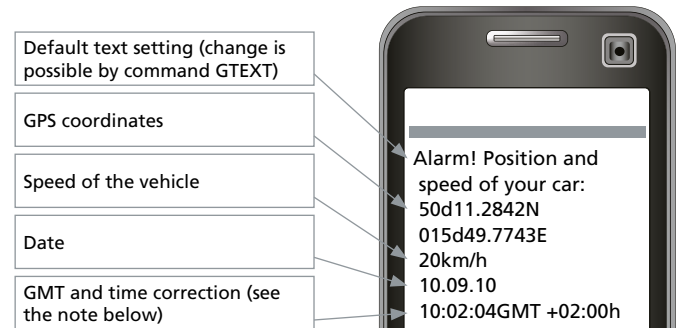 Default text setting (change is
possible by command GTEXT)
GPS coordinates
Speed of the vehicle
Date
GMT and time correction (see
the note below)
Alarm! Position and
speed of your car:
50d11.2842N
015d49.7743E
20km/h
10.09.10
10:02:04GMT +02:00h